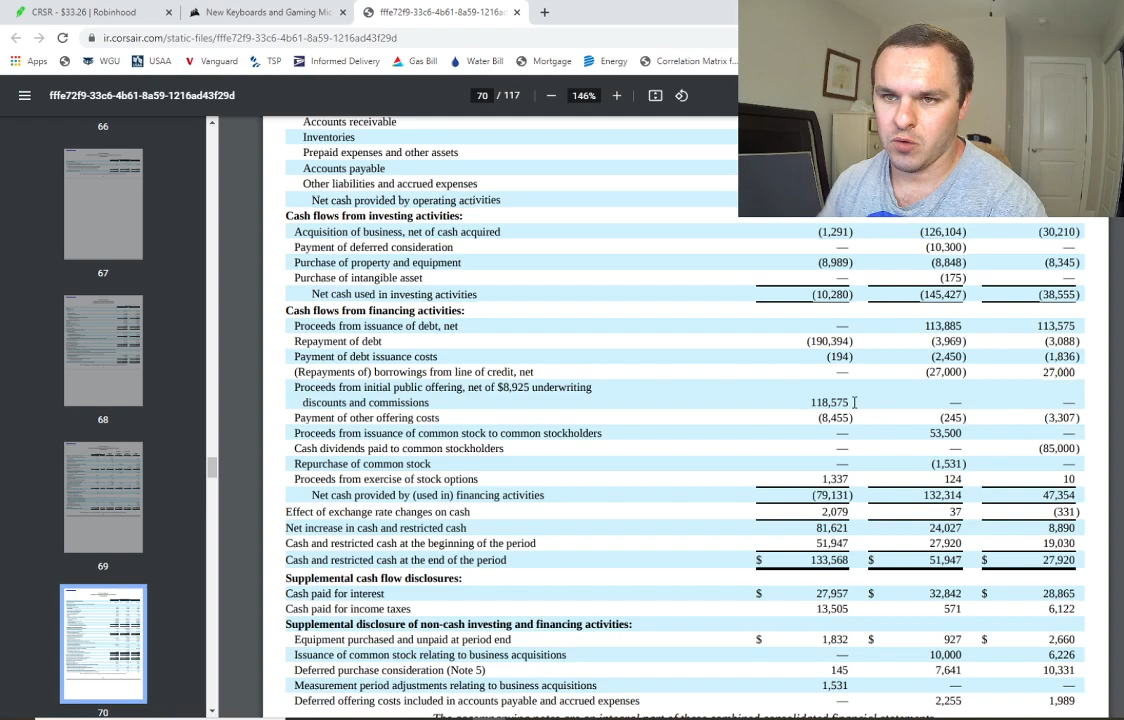 CRSR - $33.26 | Robinhood
New Keyboards and Gaming Mic
fffe72f9-33c6-4b61-8a59-1216ad
ir.corsair.com/static-files/fffe72f9-33c6-4b61-8a59-1216ad43f29d
Apps WGU USAA Vanguard TSP Informed Delivery Gas Bill Water Bill Mortgage Energy Correlation Matrix f...
fffe72f9-33c6-4b61-8a59-1216ad43f29d 70 / 117 146%
66
67
68
69
70
Accounts receivable
Inventories
Prepaid expenses and other assets
Accounts payable
Other liabilities and accrued expenses
Net cash provided by operating activities
Cash flows from investing activities:
Acquisition of business, net of cash acquired (1,291) (126,104) (30,210)
Payment of deferred consideration — (10,300) —
Purchase of property and equipment (8,989) (8,848) (8,345)
Purchase of intangible asset — (175) —
Net cash used in investing activities (10,280) (145,427) (38,555)
Cash flows from financing activities:
Proceeds from issuance of debt, net — 113,885 113,575
Repayment of debt (190,394) (3,969) (3,088)
Payment of debt issuance costs (194) (2,450) (1,836)
(Repayments of) borrowings from line of credit, net — (27,000) 27,000
Proceeds from initial public offering, net of $8,925 underwriting
discounts and commissions 118,575 — —
Payment of other offering costs (8,455) (245) (3,307)
Proceeds from issuance of common stock to common stockholders — 53,500 —
Cash dividends paid to common stockholders — — (85,000)
Repurchase of common stock — (1,531) —
Proceeds from exercise of stock options 1,337 124 10
Net cash provided by (used in) financing activities (79,131) 132,314 47,354
Effect of exchange rate changes on cash 2,079 37 (331)
Net increase in cash and restricted cash 81,621 24,027 8,890
Cash and restricted cash at the beginning of the period 51,947 27,920 19,030
Cash and restricted cash at the end of the period $ 133,568 $ 51,947 $ 27,920
Supplemental cash flow disclosures:
Cash paid for interest $ 27,957 $ 32,842 $ 28,865
Cash paid for income taxes 13,505 571 6,122
Supplemental disclosure of non-cash investing and financing activities:
Equipment purchased and unpaid at period end $ 1,832 $ 927 $ 2,660
Issuance of common stock relating to business acquisitions — 10,000 6,226
Deferred purchase consideration (Note 5) 145 7,641 10,331
Measurement period adjustments relating to business acquisitions 1,531 — —
Deferred offering costs included in accounts payable and accrued expenses — 2,255 1,989
The accompanying notes are an integral part of these combined consolidated financial statements